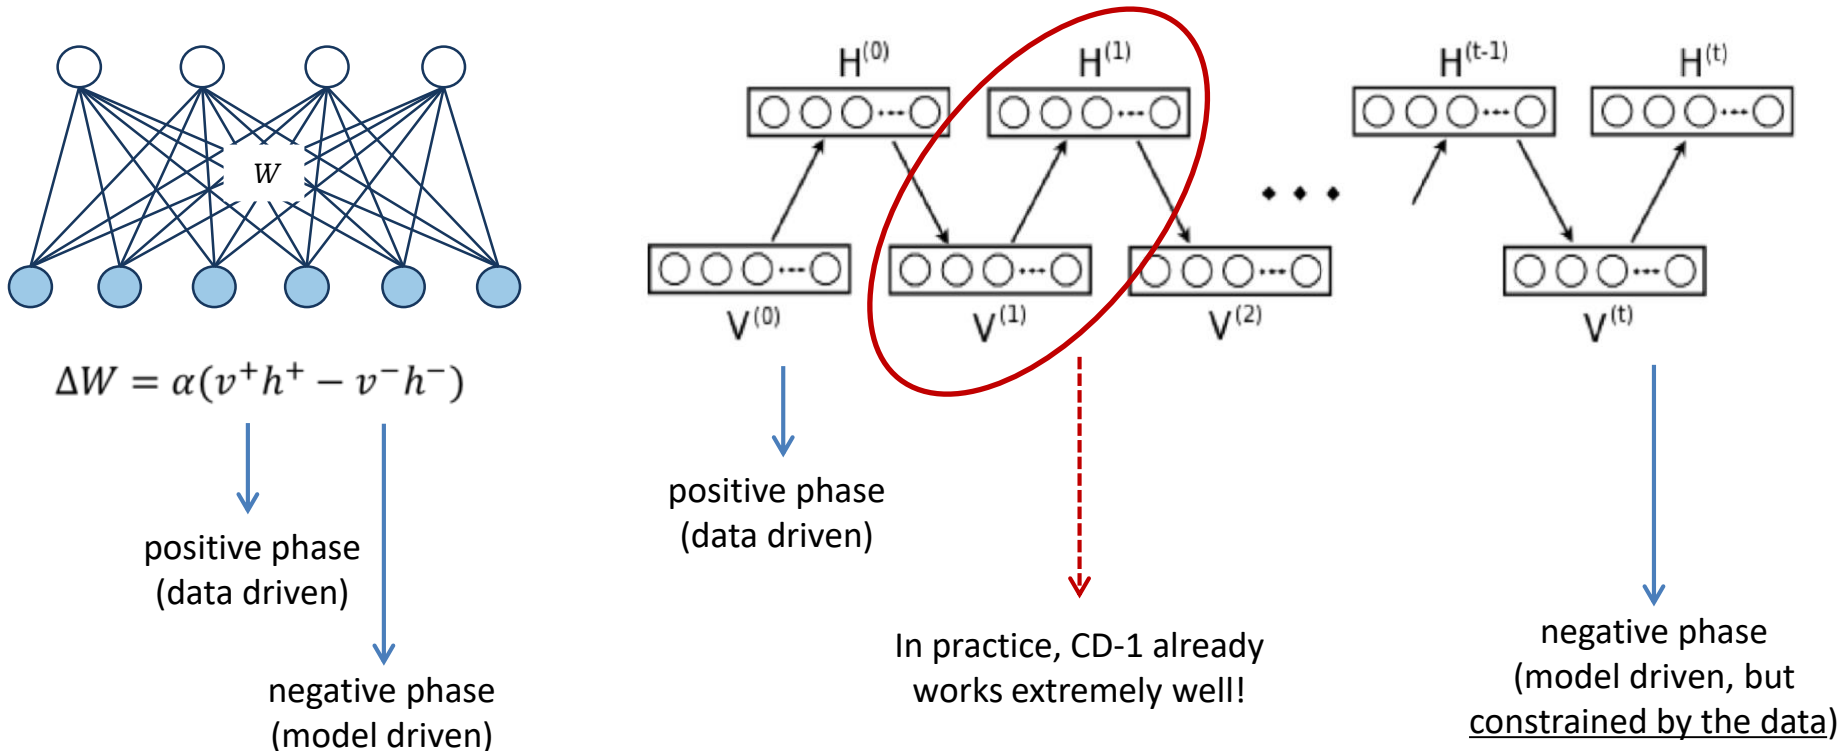 W
ΔW = α(v⁺h⁺ − v⁻h⁻)
positive phase
(data driven)
negative phase
(model driven)
H⁽⁰⁾
H⁽¹⁾
H⁽ᵗ⁻¹⁾
H⁽ᵗ⁾
V⁽⁰⁾
V⁽¹⁾
V⁽²⁾
V⁽ᵗ⁾
positive phase
(data driven)
In practice, CD-1 already
works extremely well!
negative phase
(model driven, but
constrained by the data)